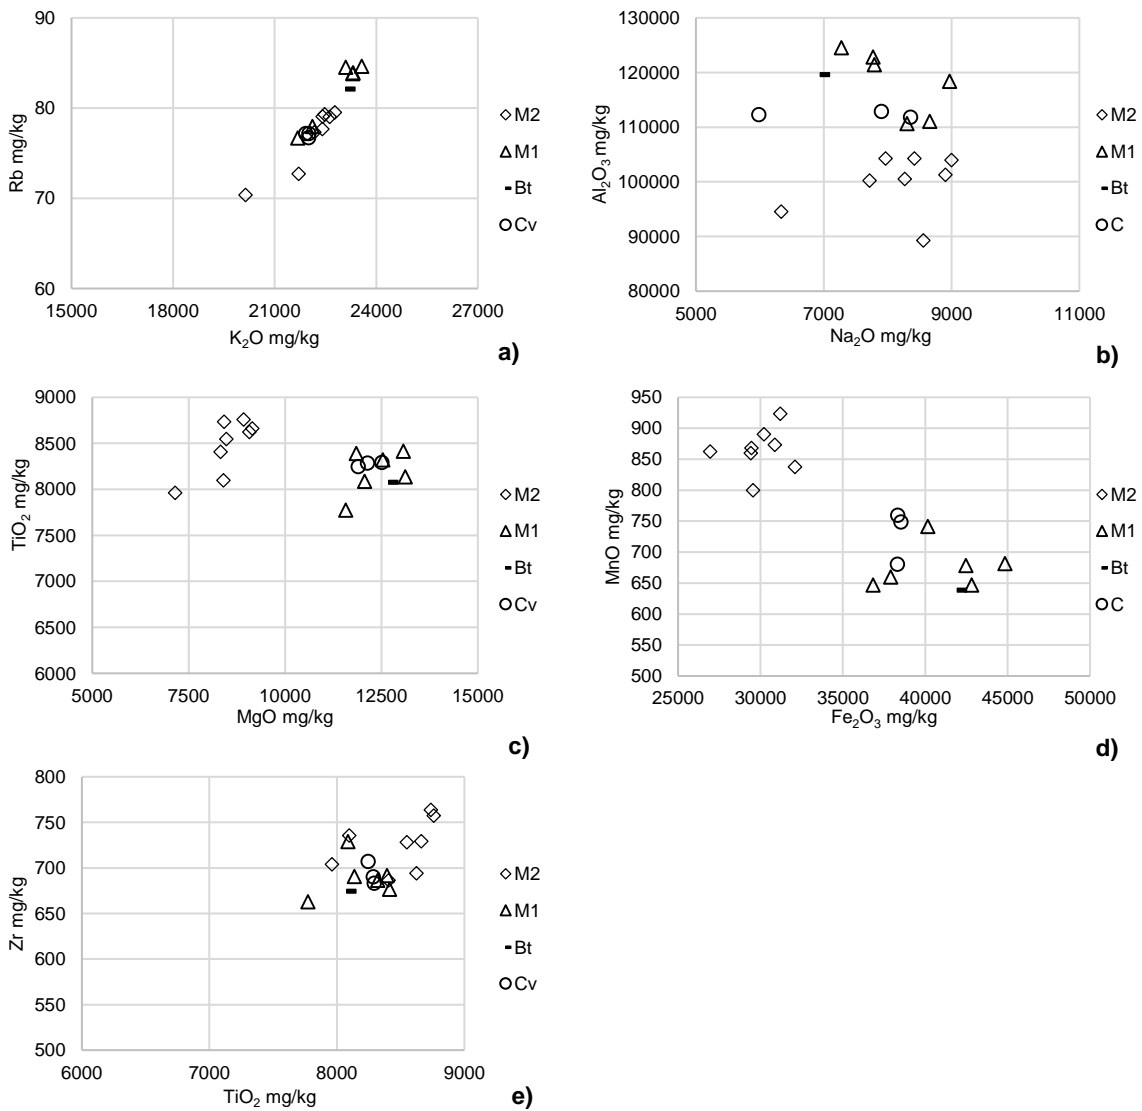 90
80
70
60
Rb mg/kg
15000 18000 21000 24000 27000
K₂O mg/kg
M2
M1
Bt
Cv
a)
130000
120000
110000
100000
90000
80000
Al₂O₃ mg/kg
5000 7000 9000 11000
Na₂O mg/kg
M2
M1
Bt
C
b)
9000
8500
8000
7500
7000
6500
6000
TiO₂ mg/kg
5000 7500 10000 12500 15000
MgO mg/kg
M2
M1
Bt
Cv
c)
950
900
850
800
750
700
650
600
550
500
MnO mg/kg
25000 30000 35000 40000 45000 50000
Fe₂O₃ mg/kg
M2
M1
Bt
C
d)
800
750
700
650
600
550
500
Zr mg/kg
6000 7000 8000 9000
TiO₂ mg/kg
M2
M1
Bt
Cv
e)